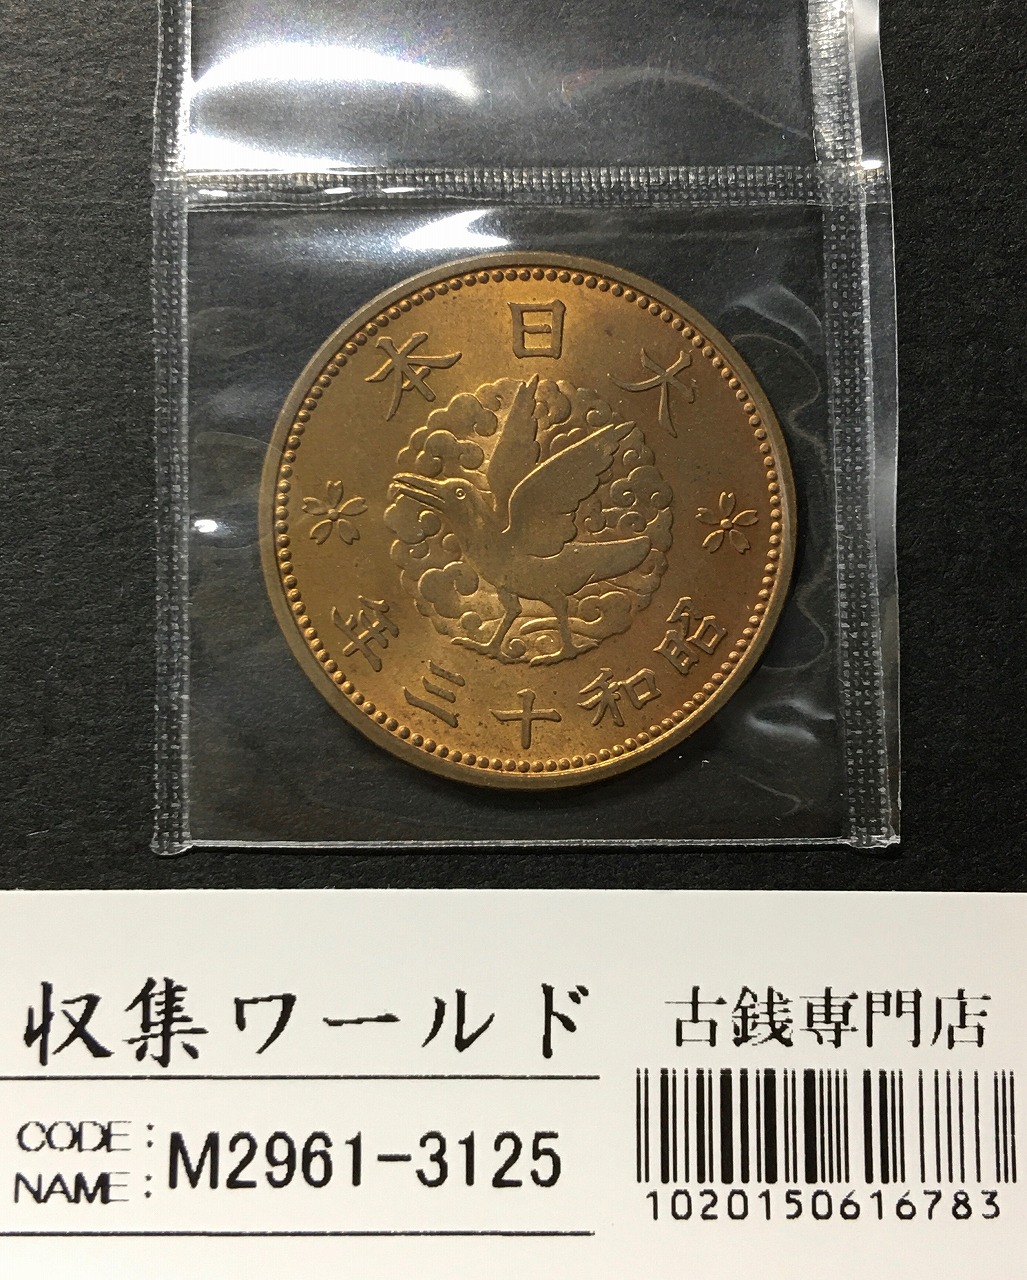 大日本
昭和十三年
収集ワールド
古銭専門店
CODE:
NAME:
M2961-3125
1020150616783